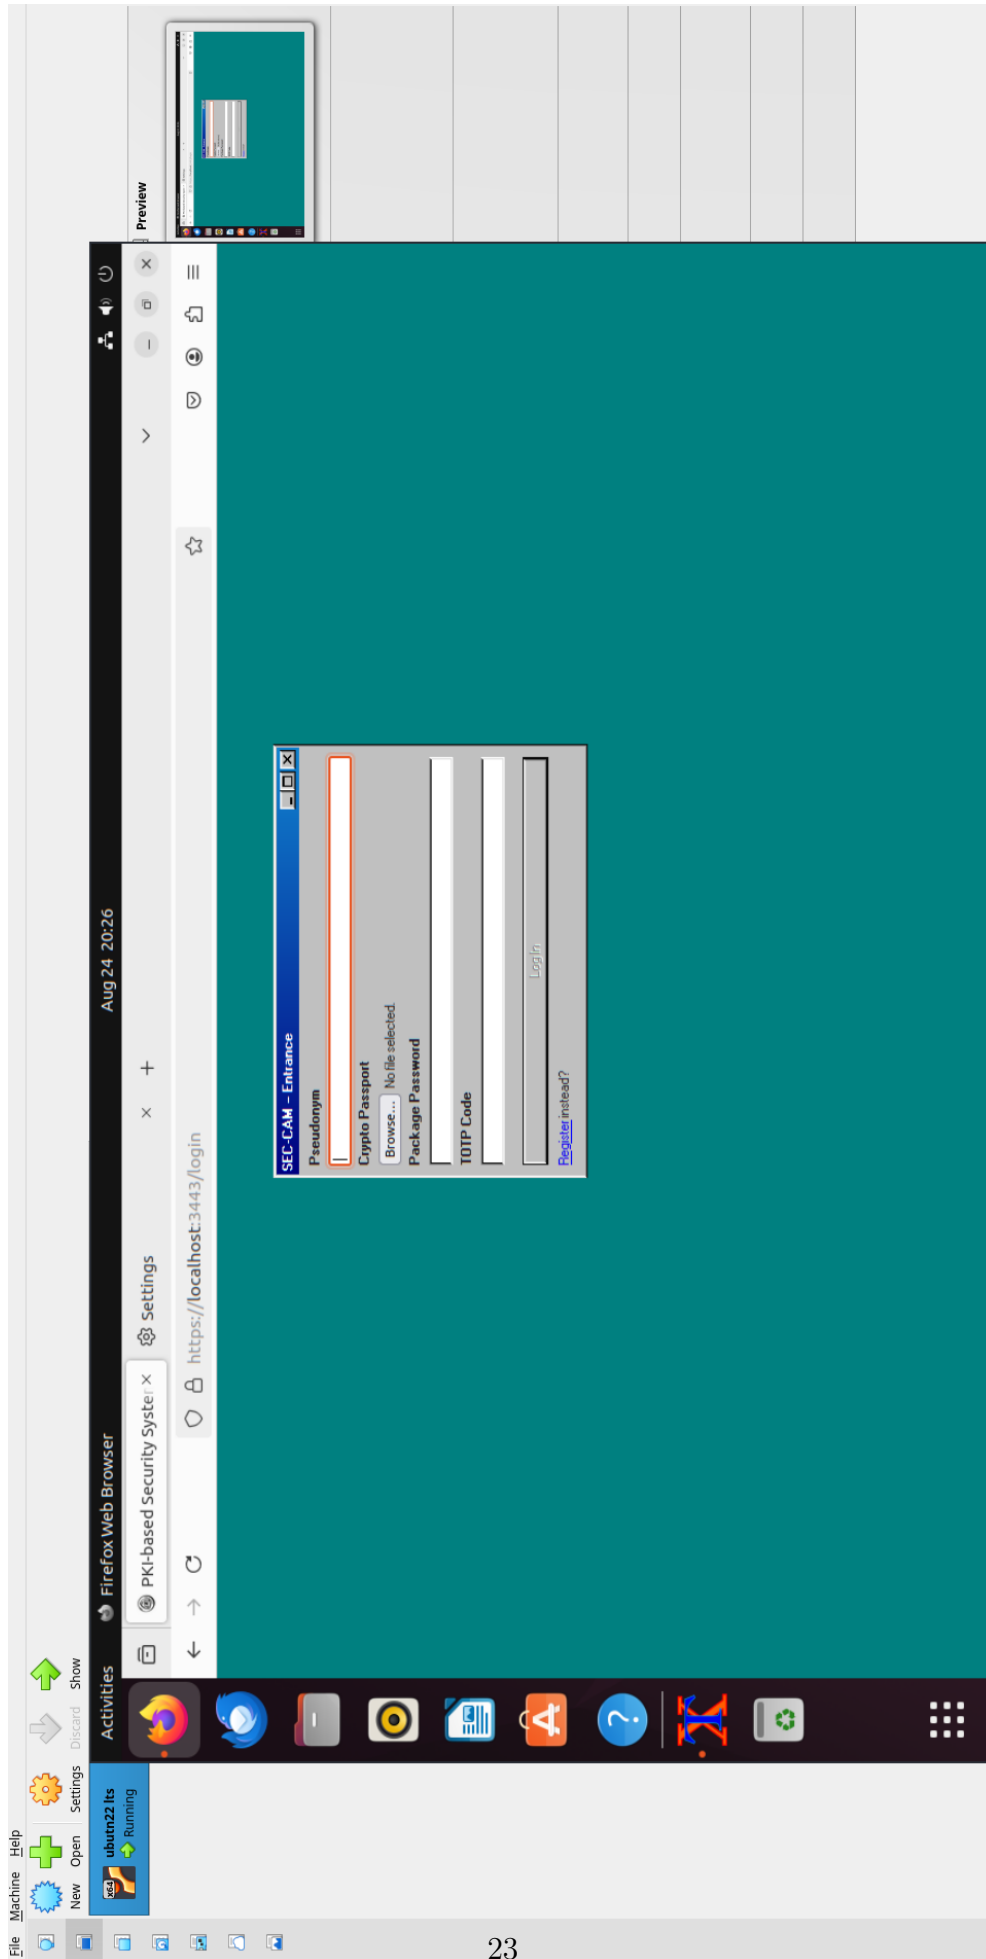 File Machine Help
New Open Settings Discard Show
ubutn22 lts
Running
Preview
Activities Firefox Web Browser Aug 24 20:26
PKI-based Security Syster Settings
https://localhost:3443/login
SEC-CAM – Entrance
Pseudonym
Crypto Passport
Browse... No file selected.
Package Password
TOTP Code
Log In
Register instead?
23